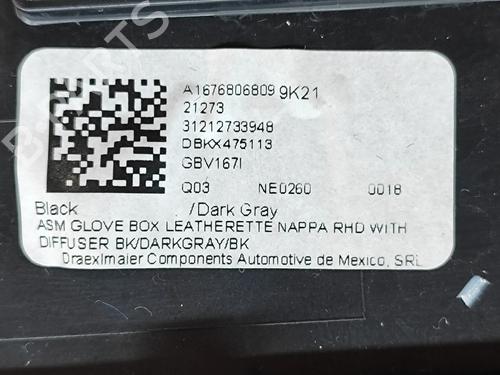 A1676806809 9K21
21273
31212733948
DBKX475113
GBV167I
Q03 NE0260 0018
Black /Dark Gray
ASM GLOVE BOX LEATHERETTE NAPPA RHD WITH
DIFFUSER BK/DARKGRAY/BK
Draexlmaier Components Automotive de Mexico, SRL